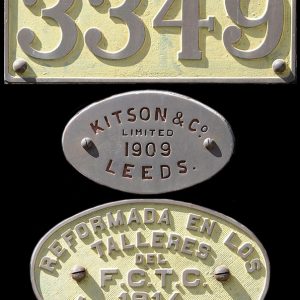 3349
KITSON & Co.
LIMITED
1909
LEEDS.
REFORMADA EN LOS
TALLERES
DEL
F.C.T.C.